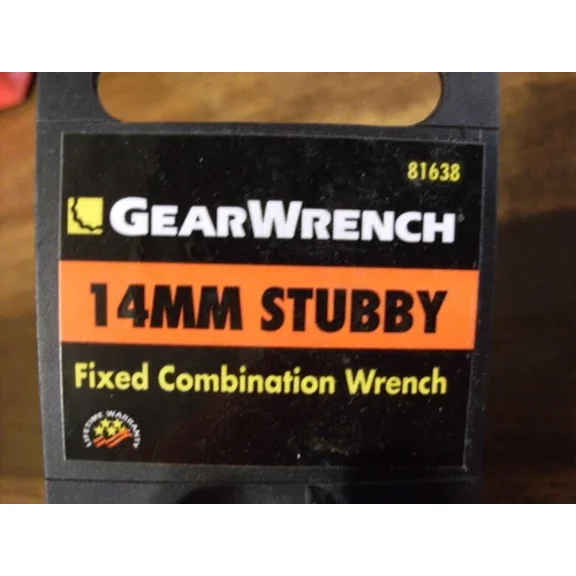 81638
GEARWRENCH
14MM STUBBY
Fixed Combination Wrench
LIFETIME WARRANTY